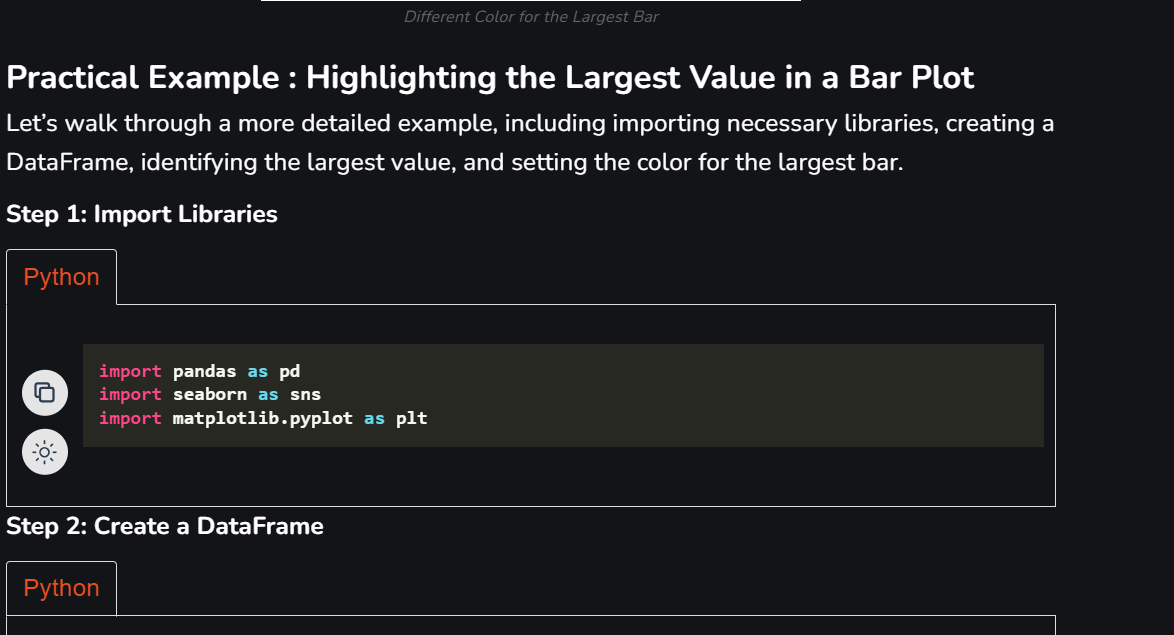 Different Color for the Largest Bar
Practical Example : Highlighting the Largest Value in a Bar Plot
Let’s walk through a more detailed example, including importing necessary libraries, creating a
DataFrame, identifying the largest value, and setting the color for the largest bar.
Step 1: Import Libraries
Python
import pandas as pd
import seaborn as sns
import matplotlib.pyplot as plt
Step 2: Create a DataFrame
Python